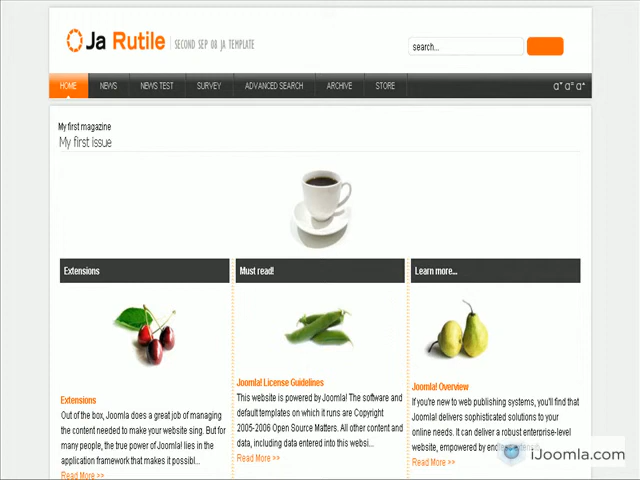 Ja Rutile SECOND SEP 08 JA TEMPLATE
search...
HOME NEWS NEWS TEST SURVEY ADVANCED SEARCH ARCHIVE STORE
My first magazine
My first issue
Extensions
Must read!
Learn more...
Extensions
Out of the box, Joomla does a great job of managing
the content needed to make your website sing. But for
many people, the true power of Joomla! lies in the
application framework that makes it possibl...
Read More >>
Joomla! License Guidelines
This website is powered by Joomla! The software and
default templates on which it runs are Copyright
2005-2006 Open Source Matters. All other content and
data, including data entered into this websi...
Read More >>
Joomla! Overview
If you're new to web publishing systems, you'll find that
Joomla! delivers sophisticated solutions to your
online needs. It can deliver a robust enterprise-level
website, empowered by
Read More >>
iJoomla.com